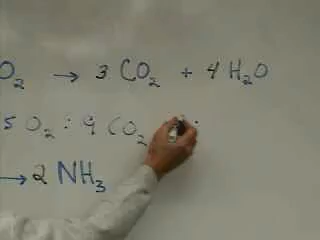 O₂ → 3 CO₂ + 4 H₂O
5 O₂ : 9 CO₂ :
→ 2 NH₃